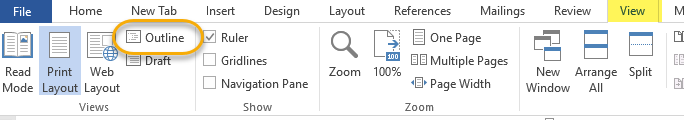 File Home New Tab Insert Design Layout References Mailings Review View
Read Mode
Print Layout
Web Layout
Outline
Draft
Views
Ruler
Gridlines
Navigation Pane
Show
Zoom
100
100%
One Page
Multiple Pages
Page Width
Zoom
New Window
Arrange All
Split